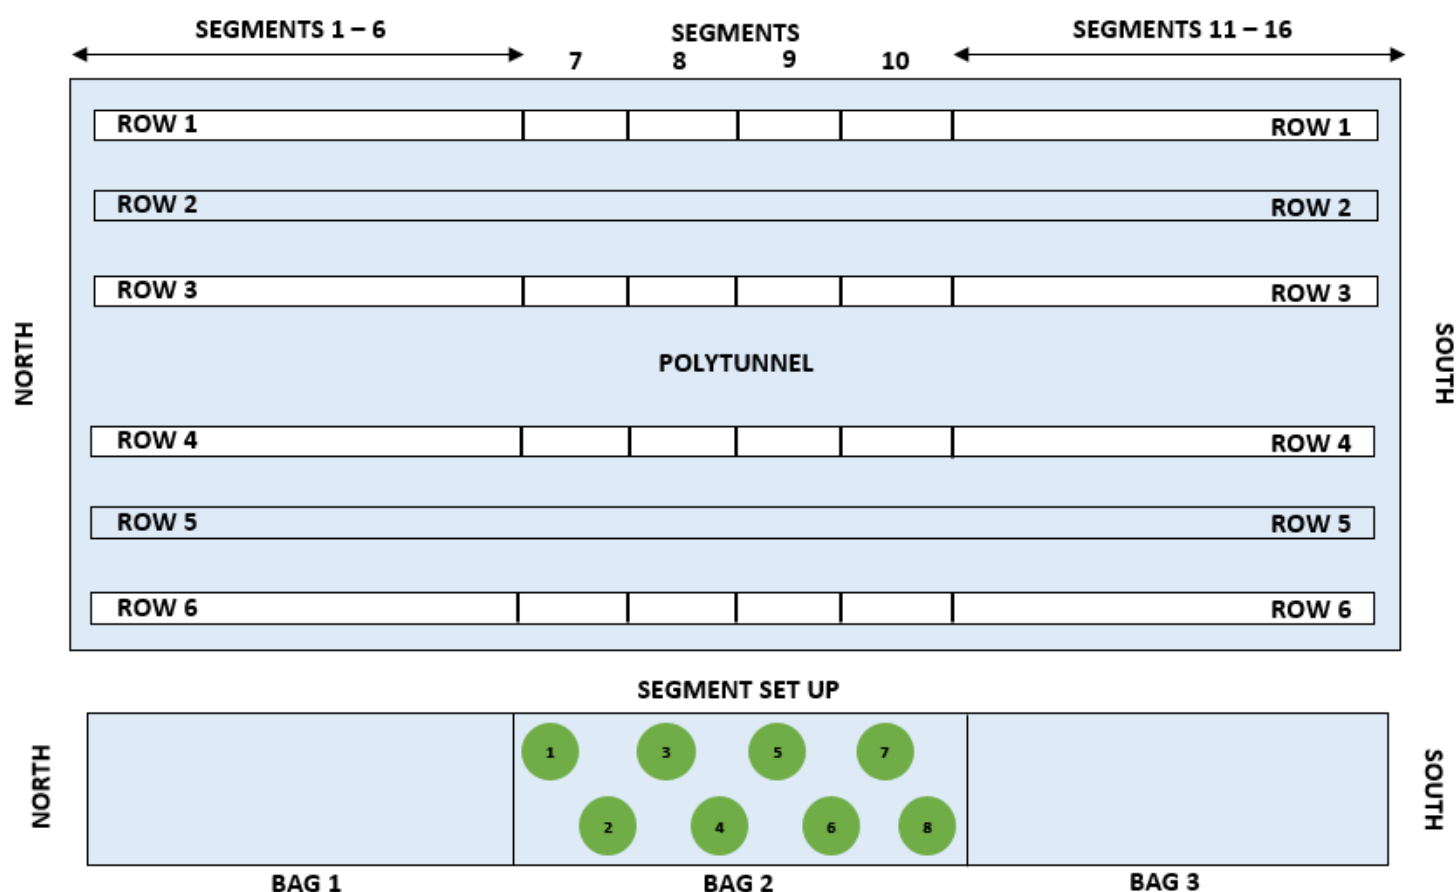 SEGMENTS 1 – 6
SEGMENTS
SEGMENTS 11 – 16
7 8 9 10
ROW 1 ROW 1
ROW 2 ROW 2
ROW 3 ROW 3
NORTH
POLYTUNNEL
SOUTH
ROW 4 ROW 4
ROW 5 ROW 5
ROW 6 ROW 6
SEGMENT SET UP
NORTH
1 3 5 7
2 4 6 8
SOUTH
BAG 1 BAG 2 BAG 3